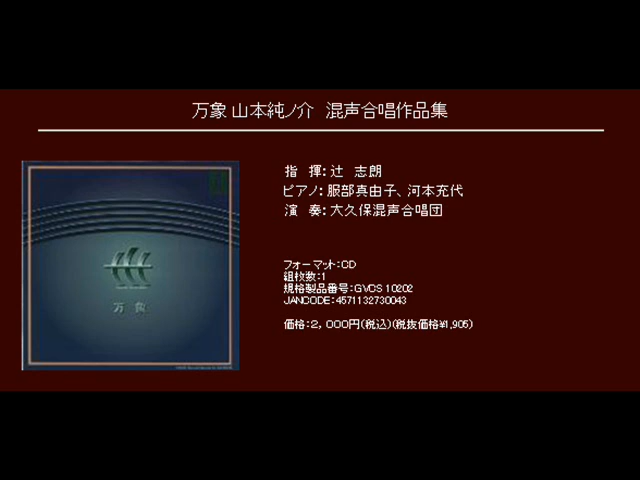 万象 山本純ノ介　混声合唱作品集
指　揮：辻　志朗
ピアノ：服部真由子、河本充代
演　奏：大久保混声合唱団
万象
フォーマット：CD
組枚数：1
規格製品番号：GVCS 10202
JANCODE：4571132730043
価格：2，000円（税込）（税抜価格¥1,905）